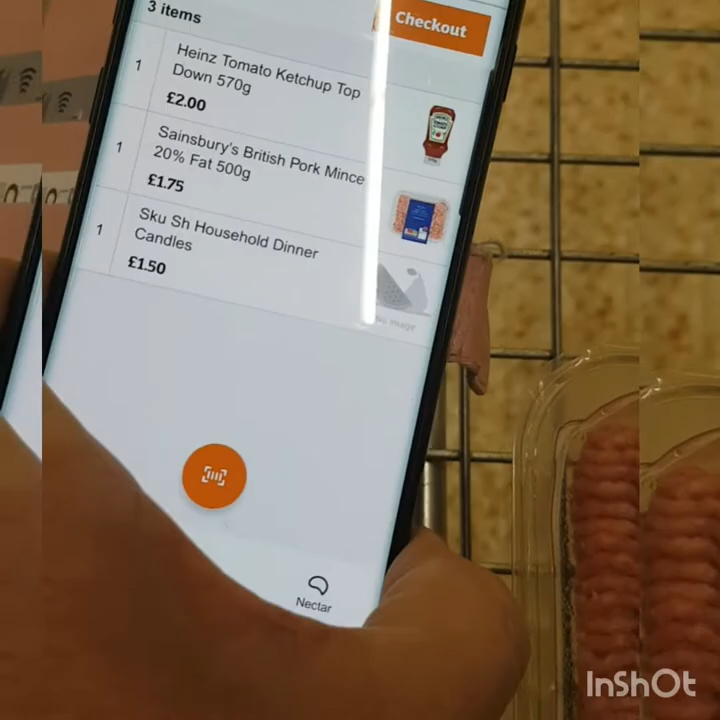 3 items
Checkout
1
Heinz Tomato Ketchup Top
Down 570g
£2.00
1
Sainsbury's British Pork Mince
20% Fat 500g
£1.75
1
Sku Sh Household Dinner
Candles
£1.50
image
Nectar
InShOt